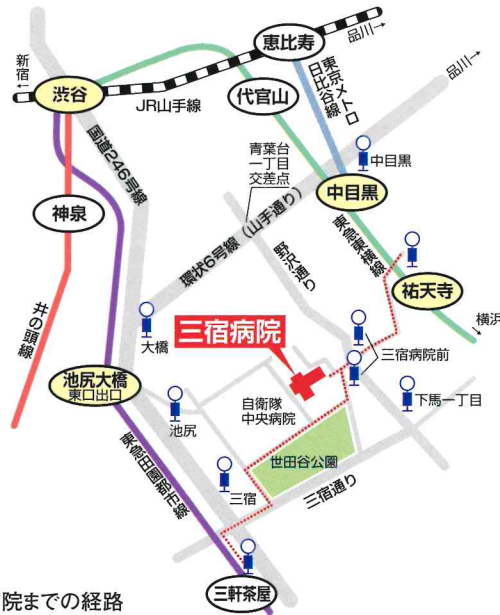 恵比寿
品川→
品川→
新宿
←
渋谷
JR山手線
代官山
東京メトロ
日比谷線
国道246号線
青葉台
一丁目
交差点
中目黒
中目黒
神泉
環状6号線（山手通り）
野沢通り
東急東横線
祐天寺
井の頭線
大橋
三宿病院
三宿病院前
横浜
→
池尻大橋
東口出口
池尻
自衛隊
中央病院
下馬一丁目
世田谷公園
三宿
三宿通り
東急田園都市線
三軒茶屋
院までの経路